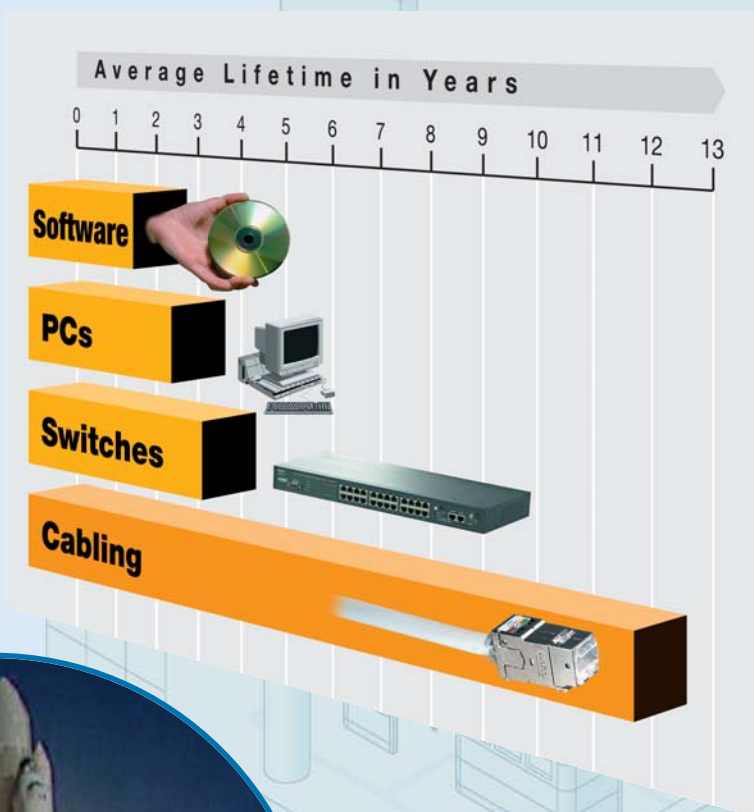 Average Lifetime in Years
0 1 2 3 4 5 6 7 8 9 10 11 12 13
Software
PCs
Switches
Cabling